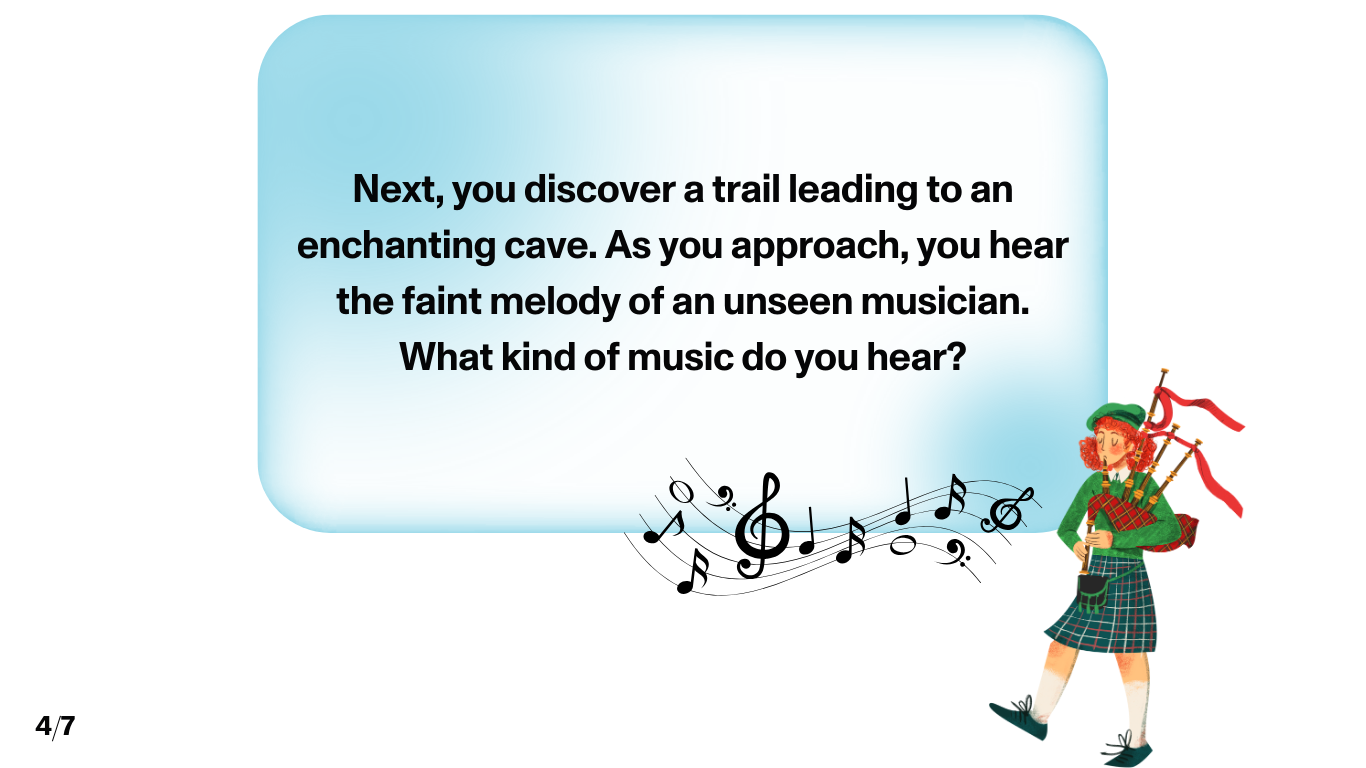 Next, you discover a trail leading to an
enchanting cave. As you approach, you hear
the faint melody of an unseen musician.
What kind of music do you hear?
4/7